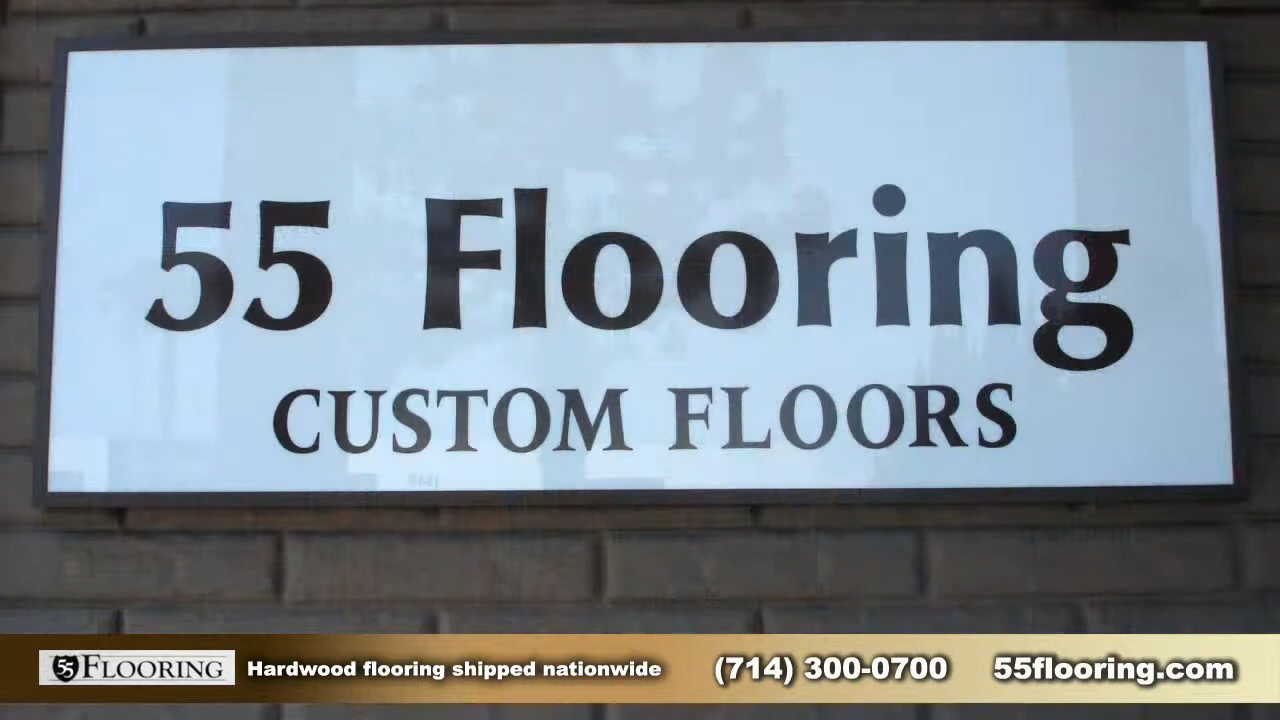 55 Flooring
CUSTOM FLOORS
55 FLOORING Hardwood flooring shipped nationwide (714) 300-0700 55flooring.com